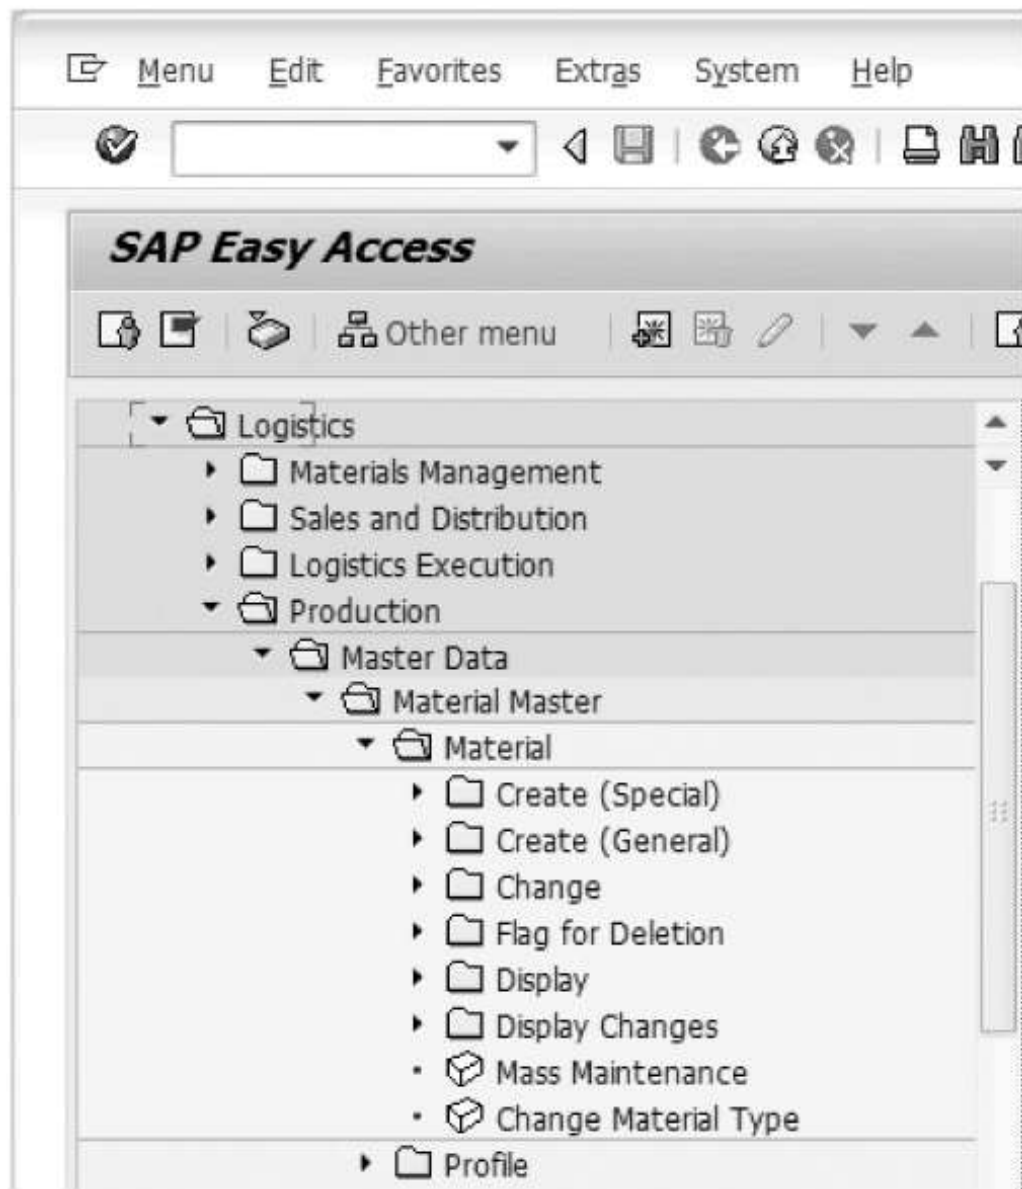 Menu Edit Favorites Extras System Help
SAP Easy Access
Other menu
Logistics
Materials Management
Sales and Distribution
Logistics Execution
Production
Master Data
Material Master
Material
Create (Special)
Create (General)
Change
Flag for Deletion
Display
Display Changes
Mass Maintenance
Change Material Type
Profile